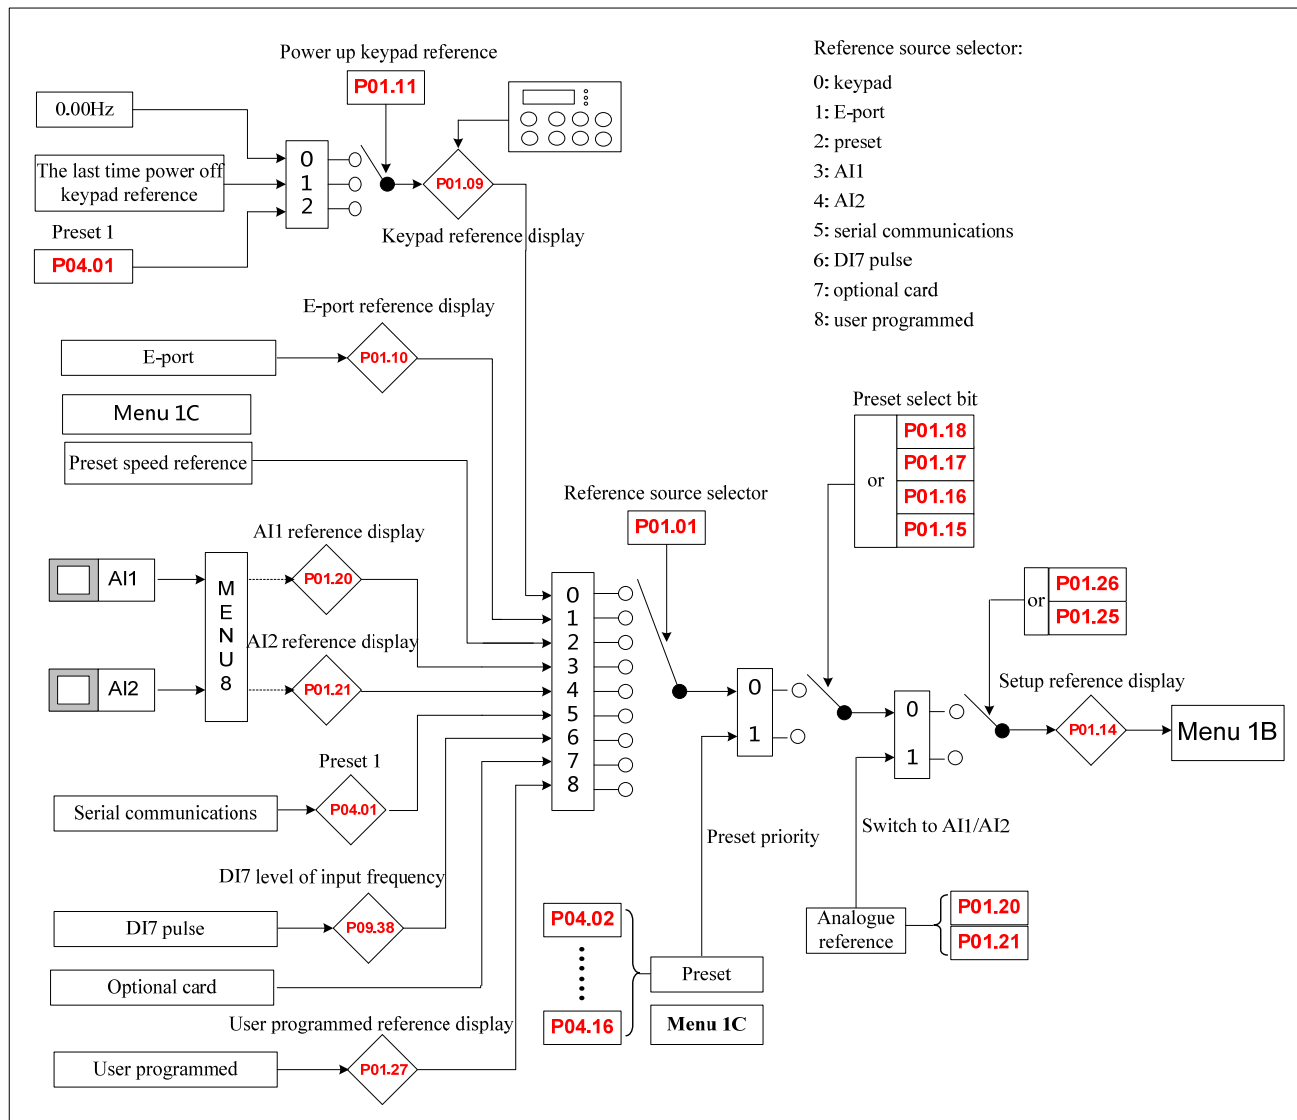 Power up keypad reference
P01.11
Reference source selector:
0: keypad
1: E-port
2: preset
3: AI1
4: AI2
5: serial communications
6: DI7 pulse
7: optional card
8: user programmed
0.00Hz
The last time power off
keypad reference
Preset 1
P04.01
0
1
2
P01.09
Keypad reference display
E-port reference display
E-port
P01.10
Menu 1C
Preset speed reference
AI1 reference display
AI1
P01.20
MENU8
AI2 reference display
AI2
P01.21
Preset 1
Serial communications
P04.01
DI7 level of input frequency
DI7 pulse
P09.38
Optional card
User programmed reference display
User programmed
P01.27
Reference source selector
P01.01
0
1
2
3
4
5
6
7
8
Preset select bit
or
P01.18
P01.17
P01.16
P01.15
0
1
Preset priority
P04.02
P04.16
Preset
Menu 1C
or
P01.26
P01.25
0
1
Switch to AI1/AI2
Analogue
reference
P01.20
P01.21
Setup reference display
P01.14
Menu 1B